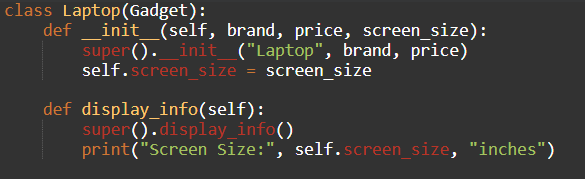 class Laptop(Gadget):
    def __init__(self, brand, price, screen_size):
        super().__init__("Laptop", brand, price)
        self.screen_size = screen_size

    def display_info(self):
        super().display_info()
        print("Screen Size:", self.screen_size, "inches")